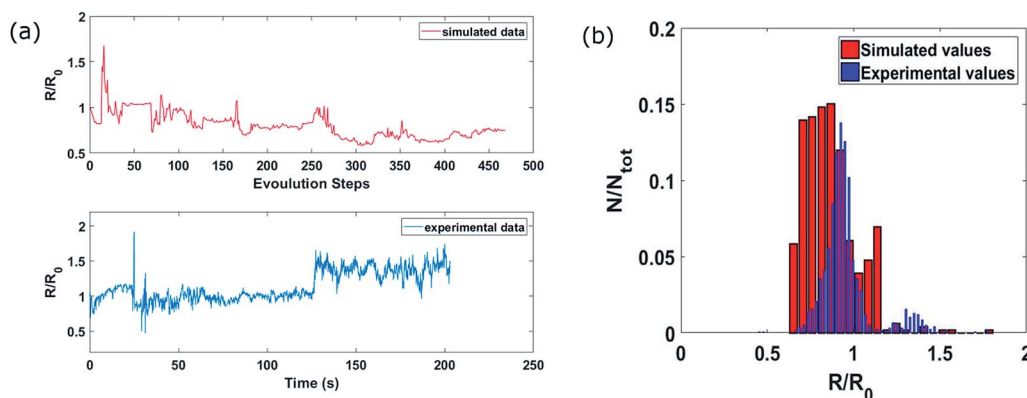 (a)
2
1.5
1
0.5
R/R0
simulated data
0 50 100 150 200 250 300 350 400 450 500
Evoulution Steps
2
1.5
1
0.5
R/R0
experimental data
0 50 100 150 200 250
Time (s)
(b)
0.2
0.15
0.1
0.05
0
N/Ntot
Simulated values
Experimental values
0 0.5 1 1.5 2
R/R0